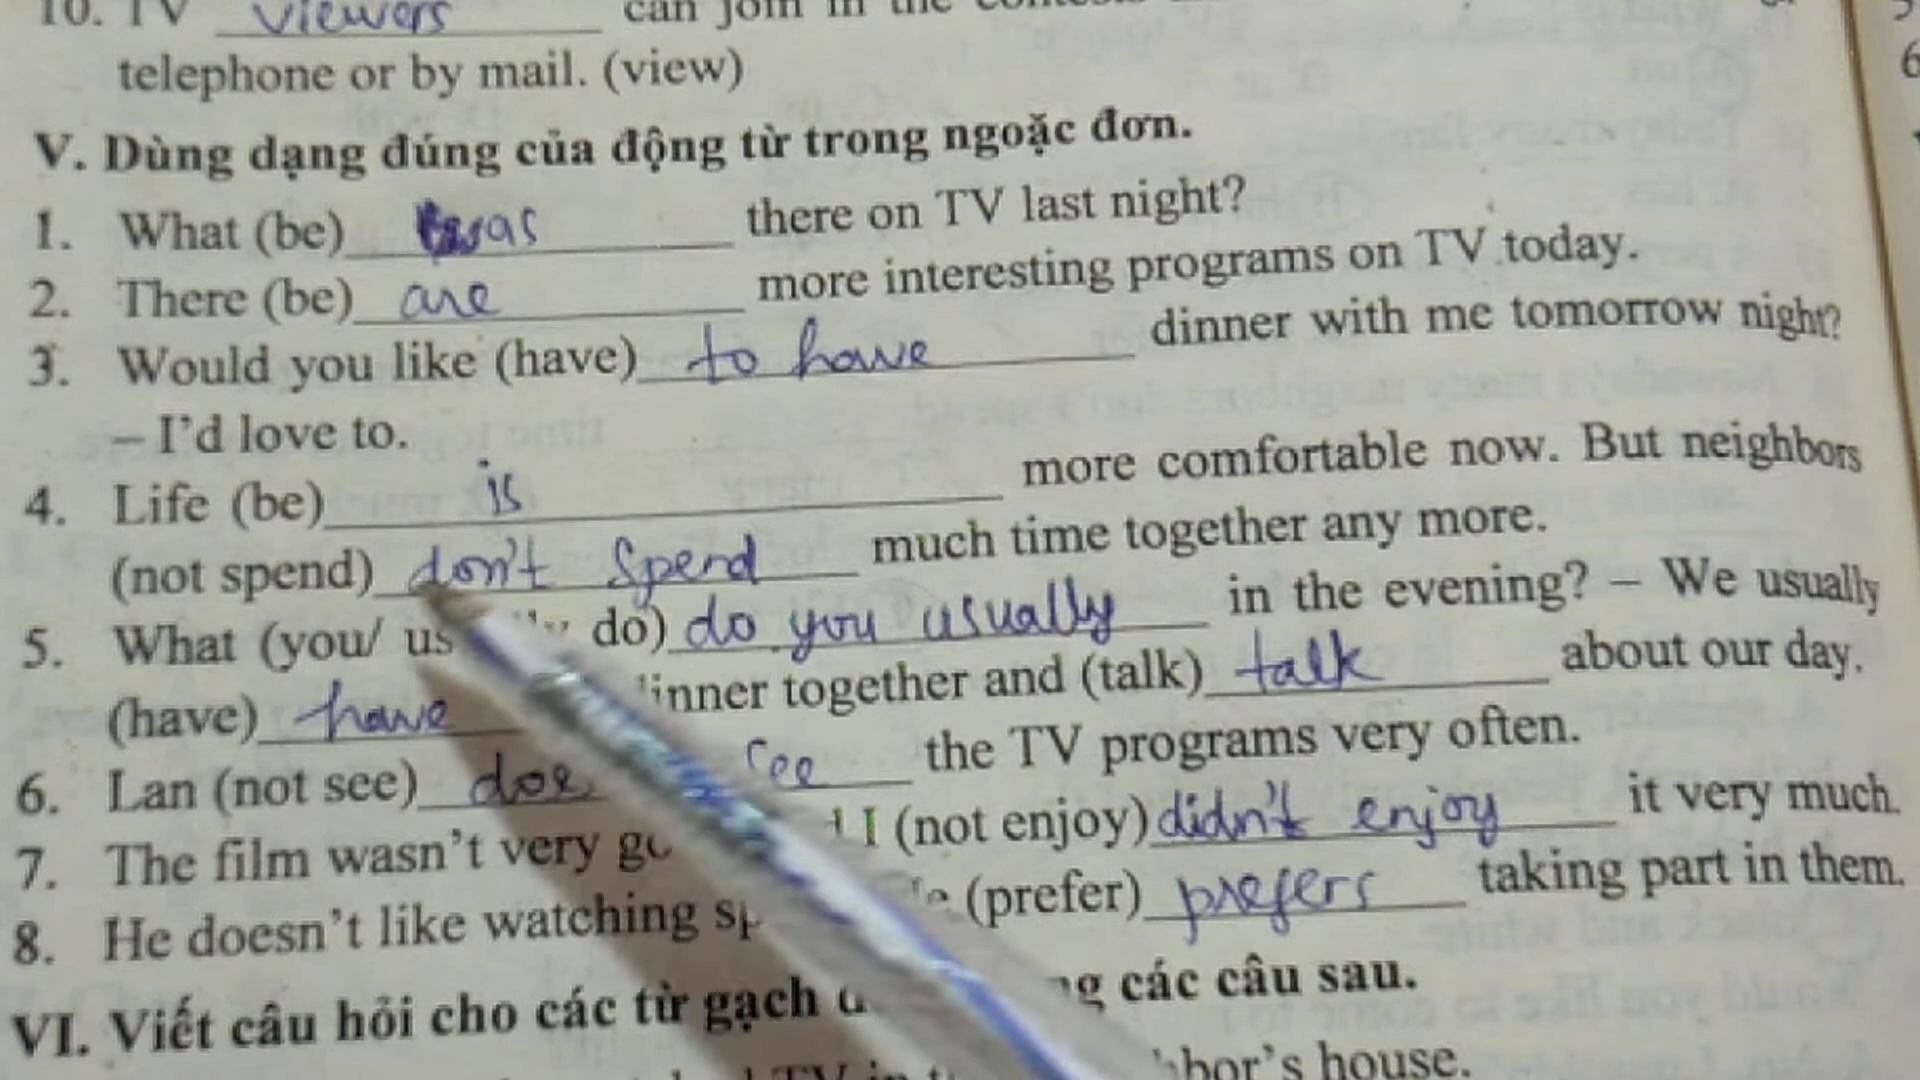 10. TV viewers can join in the
telephone or by mail. (view)
V. Dùng dạng đúng của động từ trong ngoặc đơn.
1. What (be) was there on TV last night?
2. There (be) are more interesting programs on TV today.
3. Would you like (have) to have dinner with me tomorrow night?
– I'd love to.
4. Life (be) is more comfortable now. But neighbors
(not spend) don't spend much time together any more.
5. What (you/ do) do you usually in the evening? – We usually
(have) have together and (talk) talk about our day.
6. Lan (not see) see the TV programs very often.
7. The film wasn't very I (not enjoy) didn't enjoy it very much.
8. He doesn't like watching (prefer) prefers taking part in them.
VI. Viết câu hỏi cho các từ gạch các câu sau.
TV house.